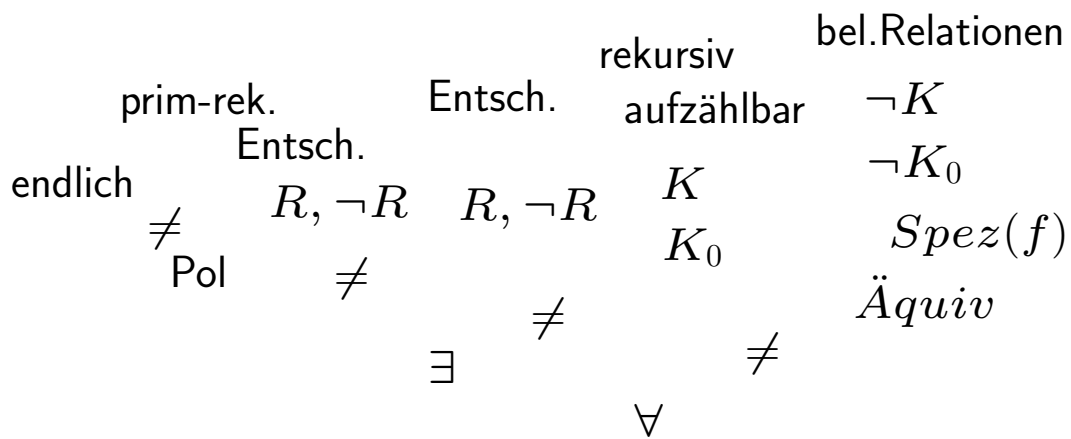 bel.Relationen
rekursiv
aufzählbar
prim-rek.
Entsch.
Entsch.
endlich
¬K
¬K₀
K
K₀
R, ¬R
R, ¬R
Spez(f)
Äquiv
≠
Pol
≠
≠
≠
∃
∀